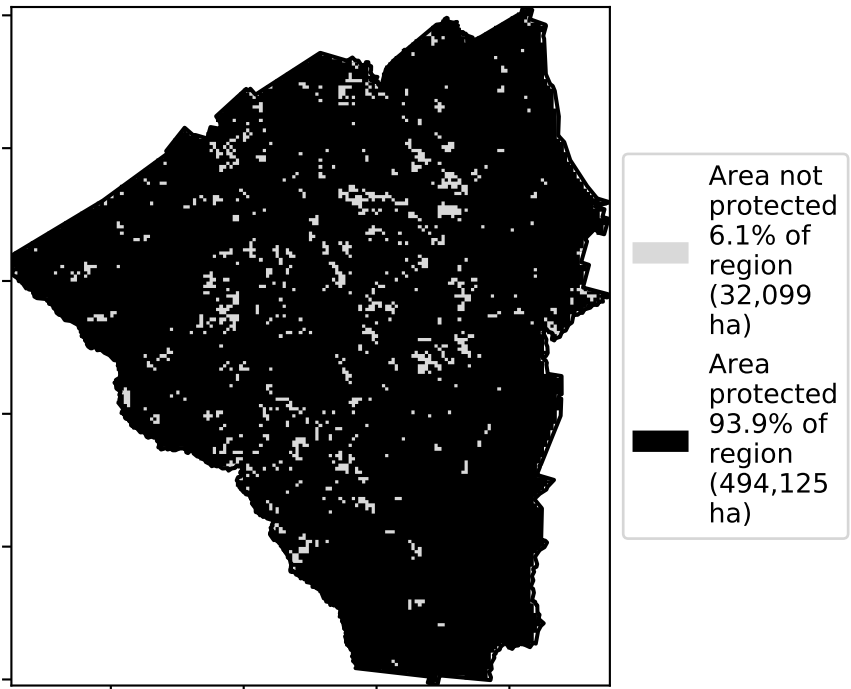 Area not
protected
6.1% of
region
(32,099
ha)
Area
protected
93.9% of
region
(494,125
ha)